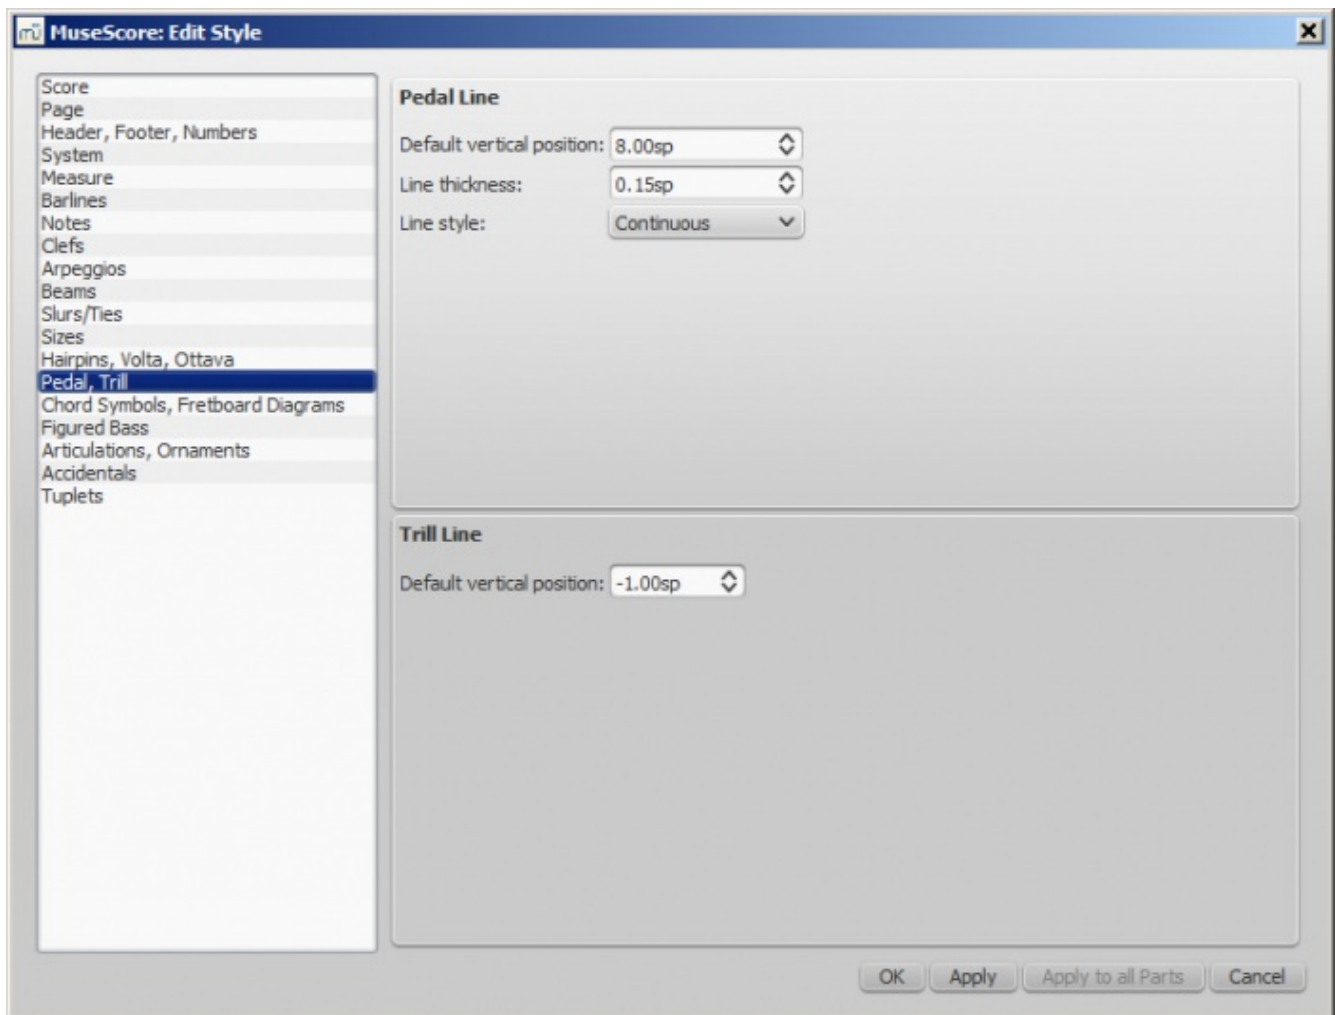 mü MuseScore: Edit Style
Score
Page
Header, Footer, Numbers
System
Measure
Barlines
Notes
Clefs
Arpeggios
Beams
Slurs/Ties
Sizes
Hairpins, Volta, Ottava
Pedal, Trill
Chord Symbols, Fretboard Diagrams
Figured Bass
Articulations, Ornaments
Accidentals
Tuplets
Pedal Line
Default vertical position: 8.00sp
Line thickness: 0.15sp
Line style: Continuous
Trill Line
Default vertical position: -1.00sp
OK Apply Apply to all Parts Cancel